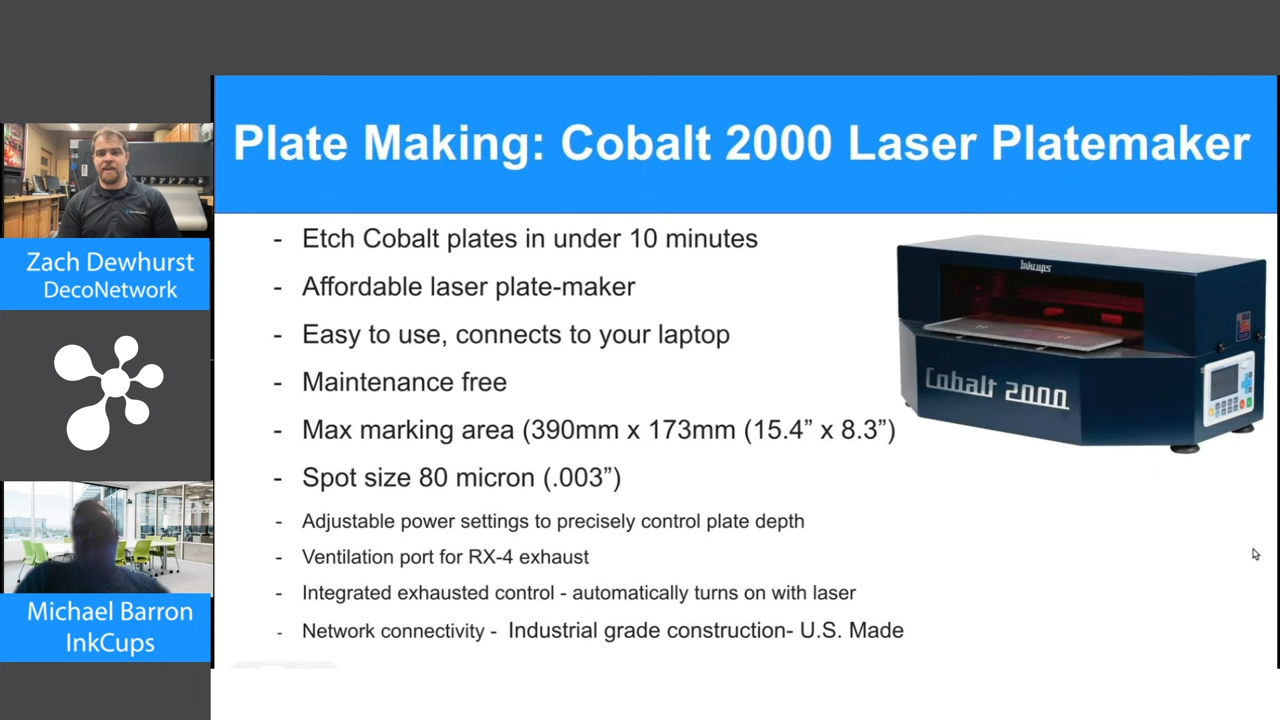 Plate Making: Cobalt 2000 Laser Platemaker
Zach Dewhurst
DecoNetwork
Michael Barron
InkCups
- Etch Cobalt plates in under 10 minutes
- Affordable laser plate-maker
- Easy to use, connects to your laptop
- Maintenance free
- Max marking area (390mm x 173mm (15.4” x 8.3”)
- Spot size 80 micron (.003”)
- Adjustable power settings to precisely control plate depth
- Ventilation port for RX-4 exhaust
- Integrated exhausted control - automatically turns on with laser
- Network connectivity - Industrial grade construction- U.S. Made
Inkcups
Cobalt 2000